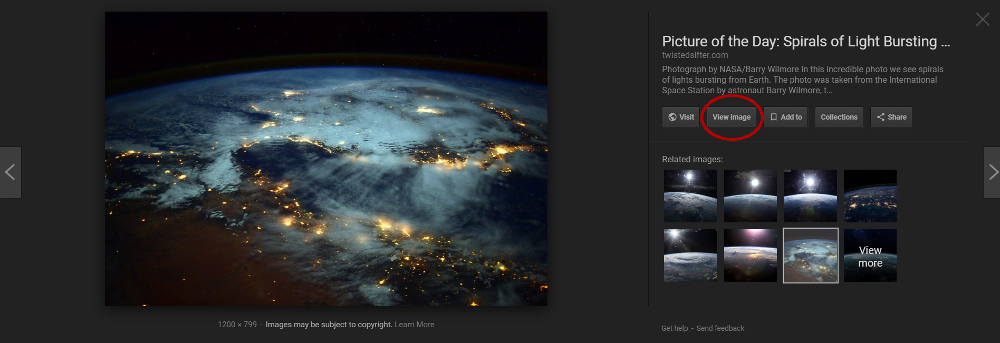 Picture of the Day: Spirals of Light Bursting ...
twistedsifter.com
Photograph by NASA/Barry Wilmore In this incredible photo we see spirals
of lights bursting from Earth. The photo was taken from the International
Space Station by astronaut Barry Wilmore, t...
Visit View image Add to Collections Share
Related images:
View
more
1200 × 799 - Images may be subject to copyright. Learn More
Get help - Send feedback